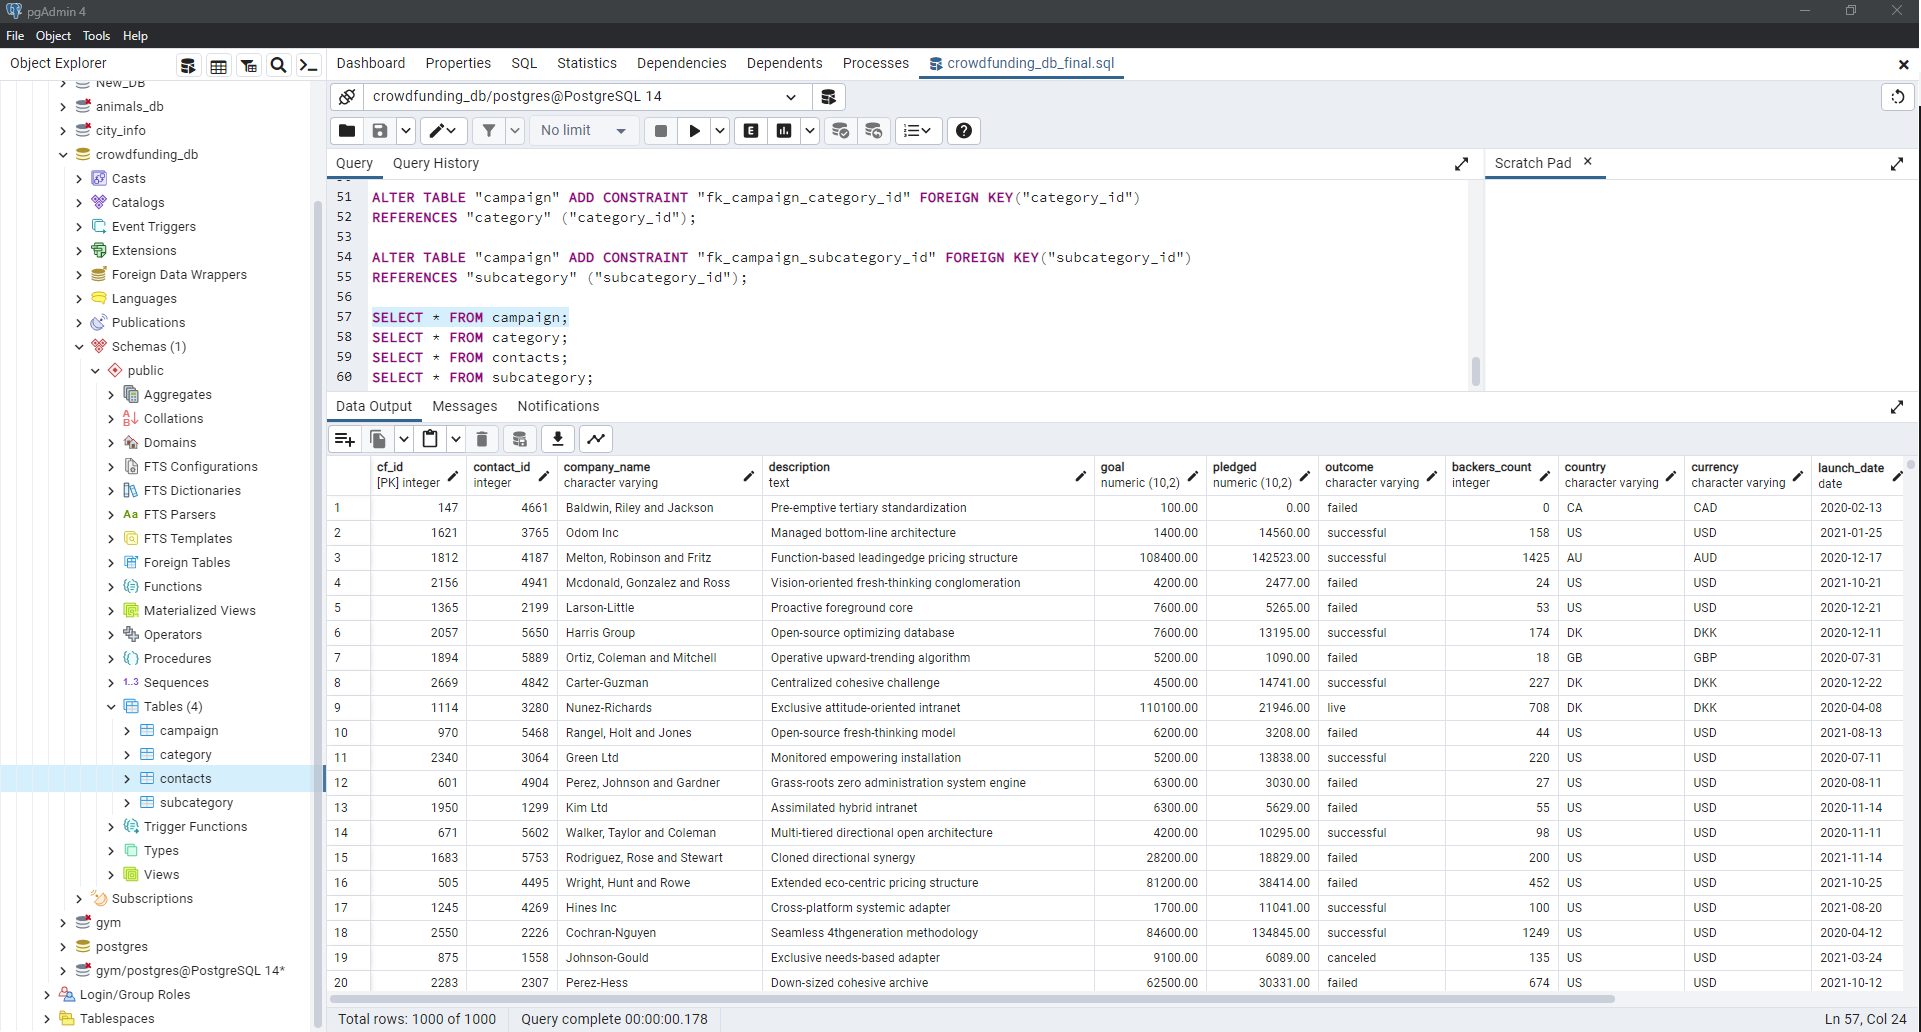 pgAdmin 4
File Object Tools Help
Object Explorer
Dashboard Properties SQL Statistics Dependencies Dependents Processes crowdfunding_db_final.sql
New_DB
animals_db
city_info
crowdfunding_db
Casts
Catalogs
Event Triggers
Extensions
Foreign Data Wrappers
Languages
Publications
Schemas (1)
public
Aggregates
Collations
Domains
FTS Configurations
FTS Dictionaries
FTS Parsers
FTS Templates
Foreign Tables
Functions
Materialized Views
Operators
Procedures
1..3 Sequences
Tables (4)
campaign
category
contacts
subcategory
Trigger Functions
Types
Views
Subscriptions
gym
postgres
gym/postgres@PostgreSQL 14*
Login/Group Roles
Tablespaces
crowdfunding_db/postgres@PostgreSQL 14
No limit
Query Query History
Scratch Pad
51 ALTER TABLE "campaign" ADD CONSTRAINT "fk_campaign_category_id" FOREIGN KEY("category_id")
52 REFERENCES "category" ("category_id");
53
54 ALTER TABLE "campaign" ADD CONSTRAINT "fk_campaign_subcategory_id" FOREIGN KEY("subcategory_id")
55 REFERENCES "subcategory" ("subcategory_id");
56
57 SELECT * FROM campaign;
58 SELECT * FROM category;
59 SELECT * FROM contacts;
60 SELECT * FROM subcategory;
Data Output Messages Notifications
cf_id contact_id company_name description goal pledged outcome backers_count country currency launch_date
[PK] integer integer character varying text numeric (10,2) numeric (10,2) character varying integer character varying character varying date
1 147 4661 Baldwin, Riley and Jackson Pre-emptive tertiary standardization 100.00 0.00 failed 0 CA CAD 2020-02-13
2 1621 3765 Odom Inc Managed bottom-line architecture 1400.00 14560.00 successful 158 US USD 2021-01-25
3 1812 4187 Melton, Robinson and Fritz Function-based leadingedge pricing structure 108400.00 142523.00 successful 1425 AU AUD 2020-12-17
4 2156 4941 Mcdonald, Gonzalez and Ross Vision-oriented fresh-thinking conglomeration 4200.00 2477.00 failed 24 US USD 2021-10-21
5 1365 2199 Larson-Little Proactive foreground core 7600.00 5265.00 failed 53 US USD 2020-12-21
6 2057 5650 Harris Group Open-source optimizing database 7600.00 13195.00 successful 174 DK DKK 2020-12-11
7 1894 5889 Ortiz, Coleman and Mitchell Operative upward-trending algorithm 5200.00 1090.00 failed 18 GB GBP 2020-07-31
8 2669 4842 Carter-Guzman Centralized cohesive challenge 4500.00 14741.00 successful 227 DK DKK 2020-12-22
9 1114 3280 Nunez-Richards Exclusive attitude-oriented intranet 110100.00 21946.00 live 708 DK DKK 2020-04-08
10 970 5468 Rangel, Holt and Jones Open-source fresh-thinking model 6200.00 3208.00 failed 44 US USD 2021-08-13
11 2340 3064 Green Ltd Monitored empowering installation 5200.00 13838.00 successful 220 US USD 2020-07-11
12 601 4904 Perez, Johnson and Gardner Grass-roots zero administration system engine 6300.00 3030.00 failed 27 US USD 2020-08-11
13 1950 1299 Kim Ltd Assimilated hybrid intranet 6300.00 5629.00 failed 55 US USD 2020-11-14
14 671 5602 Walker, Taylor and Coleman Multi-tiered directional open architecture 4200.00 10295.00 successful 98 US USD 2020-11-11
15 1683 5753 Rodriguez, Rose and Stewart Cloned directional synergy 28200.00 18829.00 failed 200 US USD 2021-11-14
16 505 4495 Wright, Hunt and Rowe Extended eco-centric pricing structure 81200.00 38414.00 failed 452 US USD 2021-10-25
17 1245 4269 Hines Inc Cross-platform systemic adapter 1700.00 11041.00 successful 100 US USD 2021-08-20
18 2550 2226 Cochran-Nguyen Seamless 4thgeneration methodology 84600.00 134845.00 successful 1249 US USD 2020-04-12
19 875 1558 Johnson-Gould Exclusive needs-based adapter 9100.00 6089.00 canceled 135 US USD 2021-03-24
20 2283 2307 Perez-Hess Down-sized cohesive archive 62500.00 30331.00 failed 674 US USD 2021-10-12
Total rows: 1000 of 1000 Query complete 00:00:00.178 Ln 57, Col 24